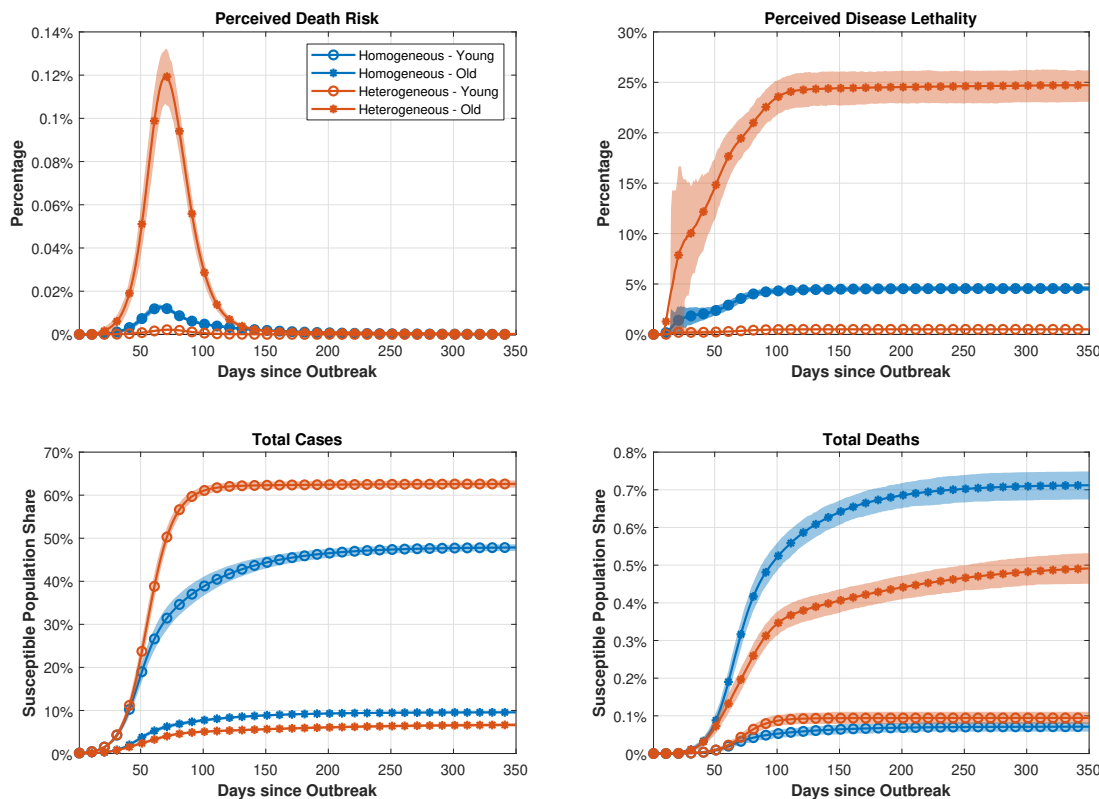 Perceived Death Risk
0.14%
0.12%
0.1%
0.08%
0.06%
0.04%
0.02%
0%
Percentage
Homogeneous - Young
Homogeneous - Old
Heterogeneous - Young
Heterogeneous - Old
50 100 150 200 250 300 350
Days since Outbreak
Perceived Disease Lethality
30%
25%
20%
15%
10%
5%
0%
Percentage
50 100 150 200 250 300 350
Days since Outbreak
Total Cases
70%
60%
50%
40%
30%
20%
10%
0%
Susceptible Population Share
50 100 150 200 250 300 350
Days since Outbreak
Total Deaths
0.8%
0.7%
0.6%
0.5%
0.4%
0.3%
0.2%
0.1%
0%
Susceptible Population Share
50 100 150 200 250 300 350
Days since Outbreak